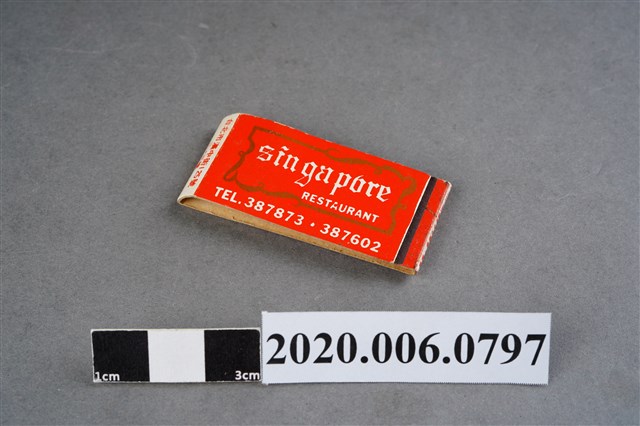 singapore
RESTAURANT
TEL. 387873 • 387602
1cm
3cm
2020.006.0797